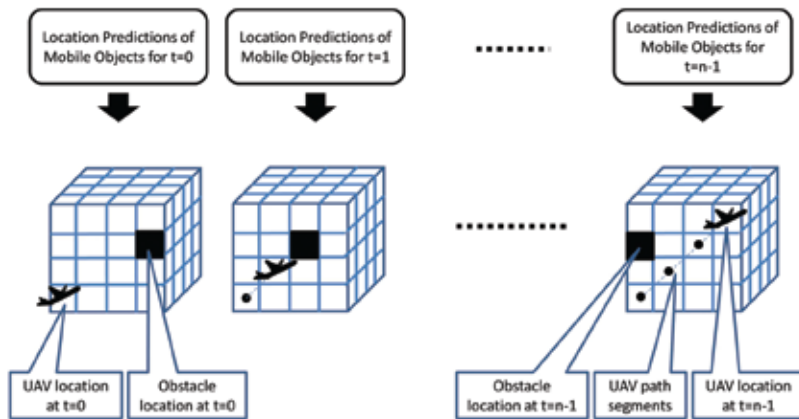 Location Predictions of
Mobile Objects for t=0
Location Predictions of
Mobile Objects for t=1
Location Predictions of
Mobile Objects for
t=n-1
UAV location
at t=0
Obstacle
location at t=0
Obstacle
location at t=n-1
UAV path
segments
UAV location
at t=n-1